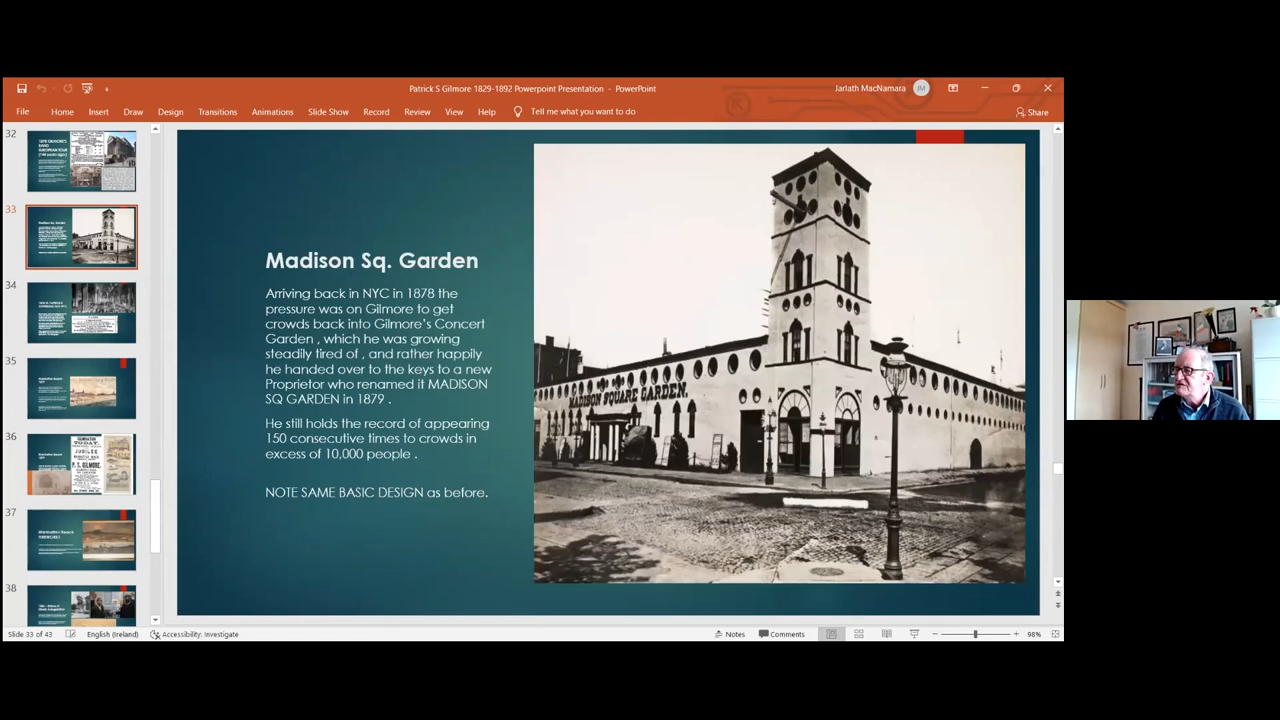 Patrick S Gilmore 1829-1892 Powerpoint Presentation - PowerPoint
Jarlath MacNamara
JM
File Home Insert Draw Design Transitions Animations Slide Show Record Review View Help Tell me what you want to do
Share
32
33
34
35
36
37
38
Madison Sq. Garden
Arriving back in NYC in 1878 the
pressure was on Gilmore to get
crowds back into Gilmore's Concert
Garden , which he was growing
steadily tired of , and rather happily
he handed over to the keys to a new
Proprietor who renamed it MADISON
SQ GARDEN in 1879 .
He still holds the record of appearing
150 consecutive times to crowds in
excess of 10,000 people .
NOTE SAME BASIC DESIGN as before.
MADISON SQUARE GARDEN.
Slide 33 of 43 English (Ireland) Accessibility: Investigate
Notes Comments 98%